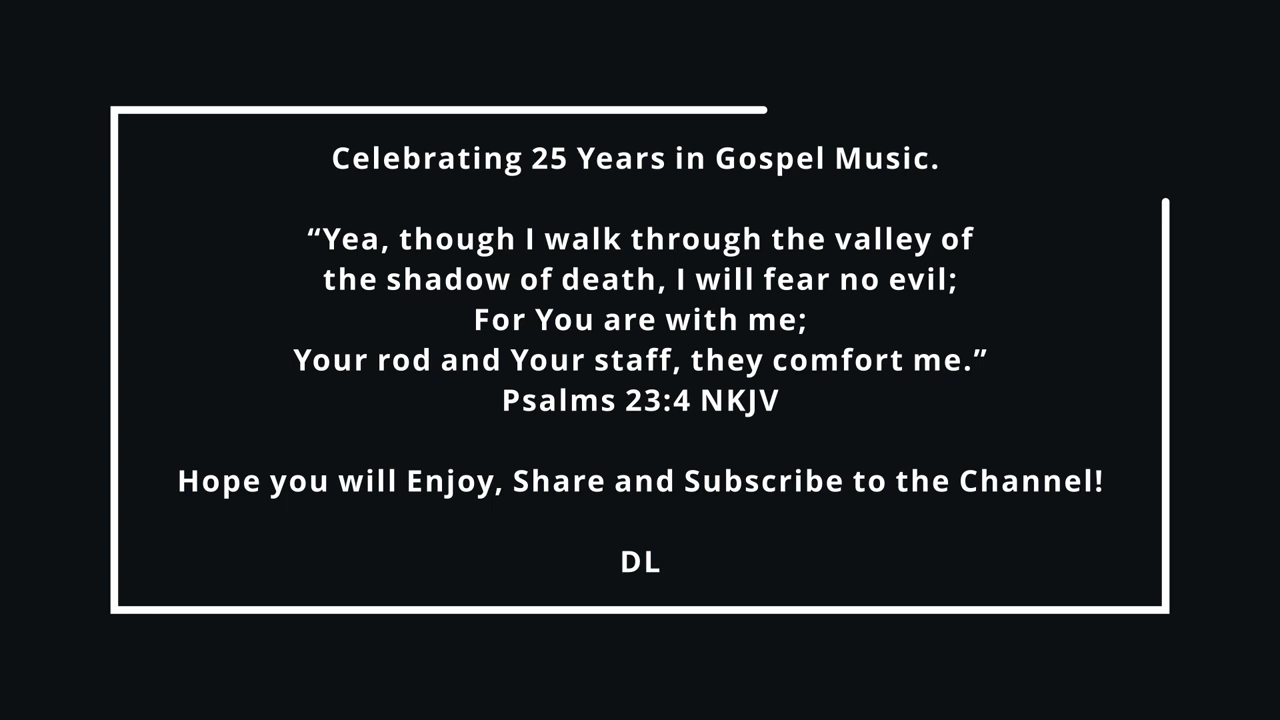 Celebrating 25 Years in Gospel Music.
“Yea, though I walk through the valley of
the shadow of death, I will fear no evil;
For You are with me;
Your rod and Your staff, they comfort me.”
Psalms 23:4 NKJV
Hope you will Enjoy, Share and Subscribe to the Channel!
DL